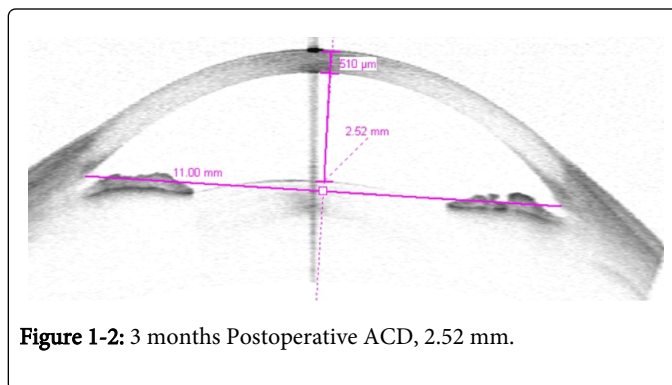 510 µm
2.52 mm
11.00 mm
Figure 1-2: 3 months Postoperative ACD, 2.52 mm.